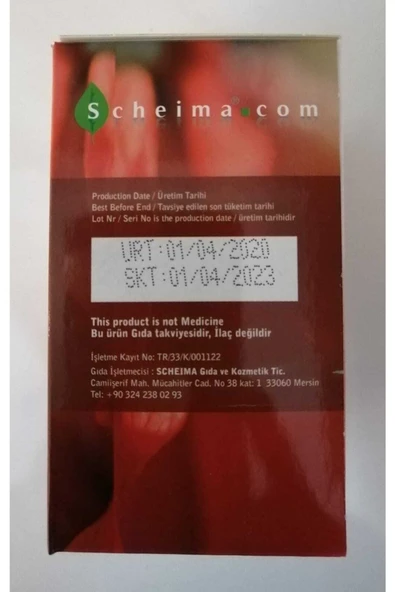 Scheima.com
Production Date / Üretim Tarihi
Best Before End / Tavsiye edilen son tüketim tarihi
Lot Nr / Seri No is the production date / üretim tarihidir
URT:01/04/2020
SKT:01/04/2023
This product is not Medicine
Bu ürün Gıda takviyesidir, İlaç değildir
İşletme Kayıt No: TR/33/K/001122
Gıda İşletmecisi : SCHEIMA Gıda ve Kozmetik Tic.
Camiişerif Mah. Mücahitler Cad. No 38 kat: 1 33060 Mersin
Tel: +90 324 238 02 93